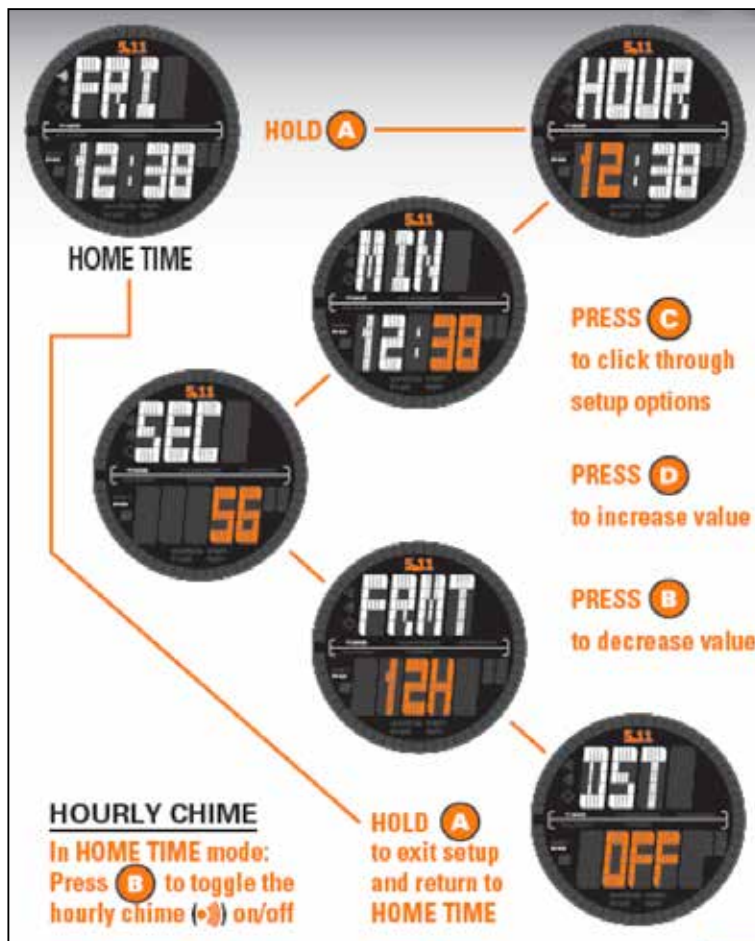 5.11
FRI
12:38
HOME TIME
HOLD A
5.11
HOUR
12:38
5.11
MIN
12:38
PRESS C
to click through
setup options
5.11
SEC
56
PRESS D
to increase value
5.11
FRMT
12H
PRESS B
to decrease value
5.11
DST
OFF
HOURLY CHIME
In HOME TIME mode:
Press B to toggle the
hourly chime (•))) on/off
HOLD A
to exit setup
and return to
HOME TIME